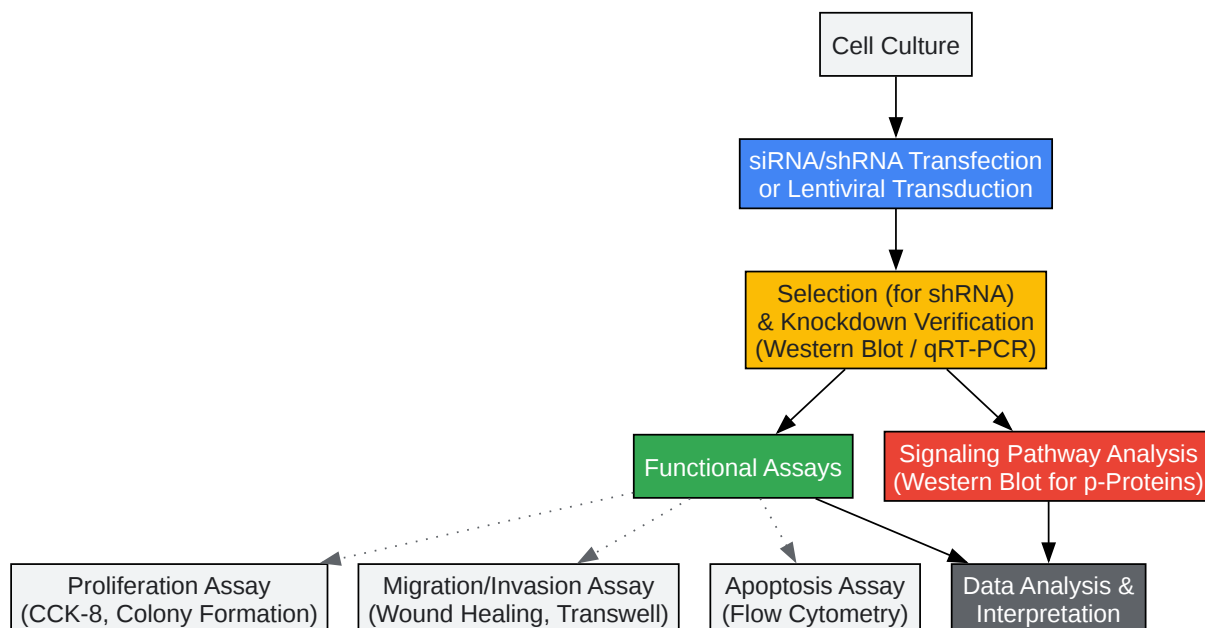 Cell Culture
siRNA/shRNA Transfection
or Lentiviral Transduction
Selection (for shRNA)
& Knockdown Verification
(Western Blot / qRT-PCR)
Functional Assays
Signaling Pathway Analysis
(Western Blot for p-Proteins)
Proliferation Assay
(CCK-8, Colony Formation)
Migration/Invasion Assay
(Wound Healing, Transwell)
Apoptosis Assay
(Flow Cytometry)
Data Analysis &
Interpretation